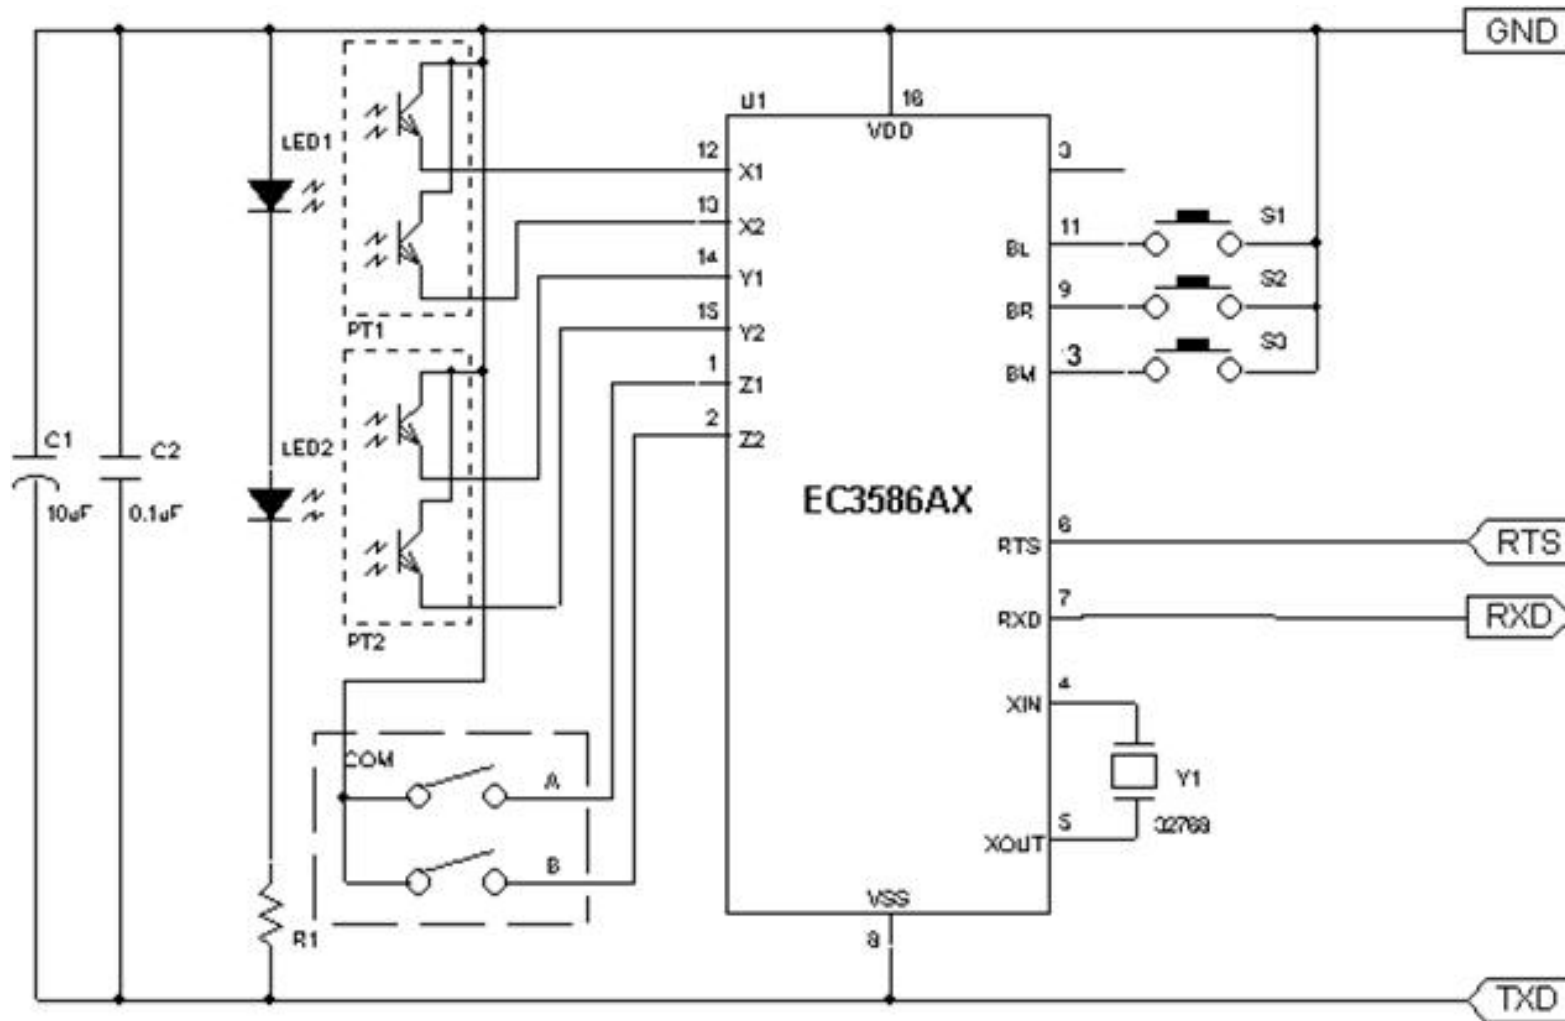 GND
U1
16
VDD
LED1
12
X1
3
13
X2
S1
11
BL
14
Y1
S2
9
BR
PT1
15
Y2
S3
3
BM
1
Z1
2
Z2
C1
C2
LED2
10uF
0.1uF
EC3586AX
6
RTS
RTS
7
RXD
RXD
PT2
4
XIN
COM
A
Y1
32768
5
XOUT
B
VSS
R1
8
TXD